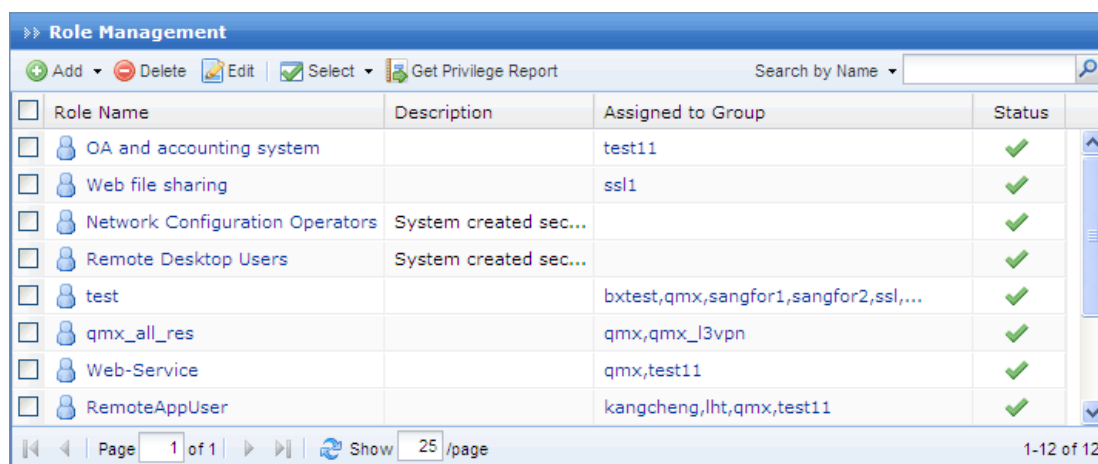 Role Management
Add Delete Edit Select Get Privilege Report Search by Name
Role Name Description Assigned to Group Status
OA and accounting system test11
Web file sharing ssl1
Network Configuration Operators System created sec...
Remote Desktop Users System created sec...
test bxtest,qmx,sangfor1,sangfor2,ssl,...
qmx_all_res qmx,qmx_l3vpn
Web-Service qmx,test11
RemoteAppUser kangcheng,lht,qmx,test11
Page 1 of 1 Show 25 /page 1-12 of 12